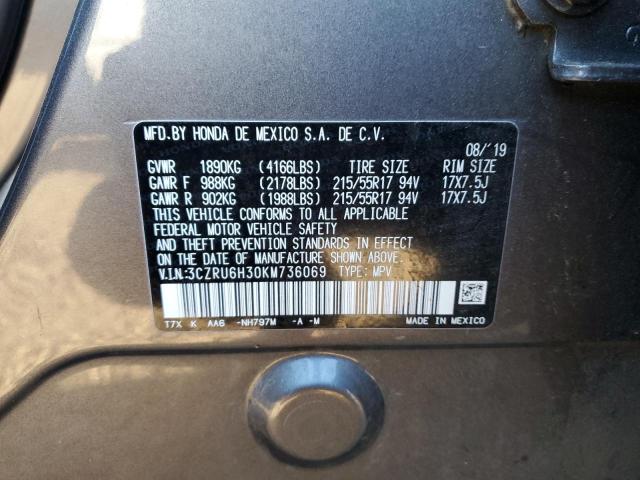 MFD.BY HONDA DE MEXICO S.A. DE C.V.
08/'19
GVWR 1890KG (4166LBS) TIRE SIZE RIM SIZE
GAWR F 988KG (2178LBS) 215/55R17 94V 17X7.5J
GAWR R 902KG (1988LBS) 215/55R17 94V 17X7.5J
THIS VEHICLE CONFORMS TO ALL APPLICABLE
FEDERAL MOTOR VEHICLE SAFETY
AND THEFT PREVENTION STANDARDS IN EFFECT
ON THE DATE OF MANUFACTURE SHOWN ABOVE.
V.I.N:3CZRU6H30KM736069 TYPE: MPV
T7X K AA6 -NH797M -A -M MADE IN MEXICO